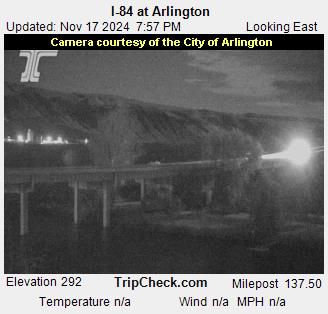 I-84 at Arlington
Updated: Nov 17 2024 7:57 PM Looking East
Camera courtesy of the City of Arlington
Elevation 292 TripCheck.com Milepost 137.50
Temperature n/a Wind n/a MPH n/a